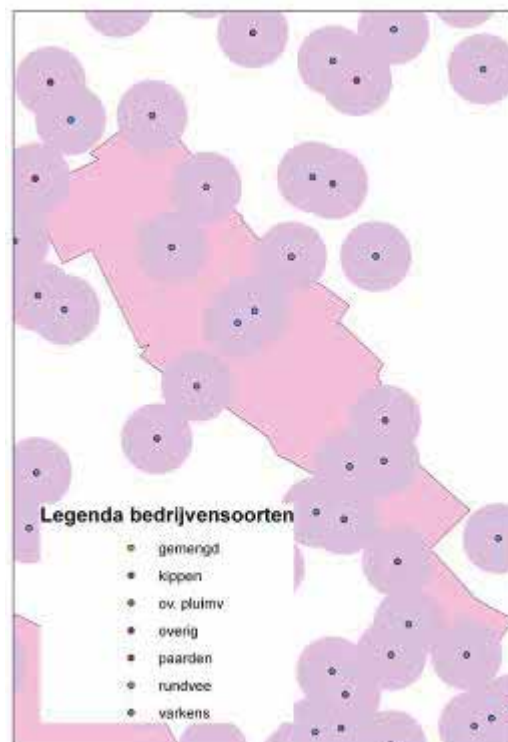 Legenda bedrijvensoorten
gemengd
kippen
ov. pluimv
overig
paarden
rundvee
varkens